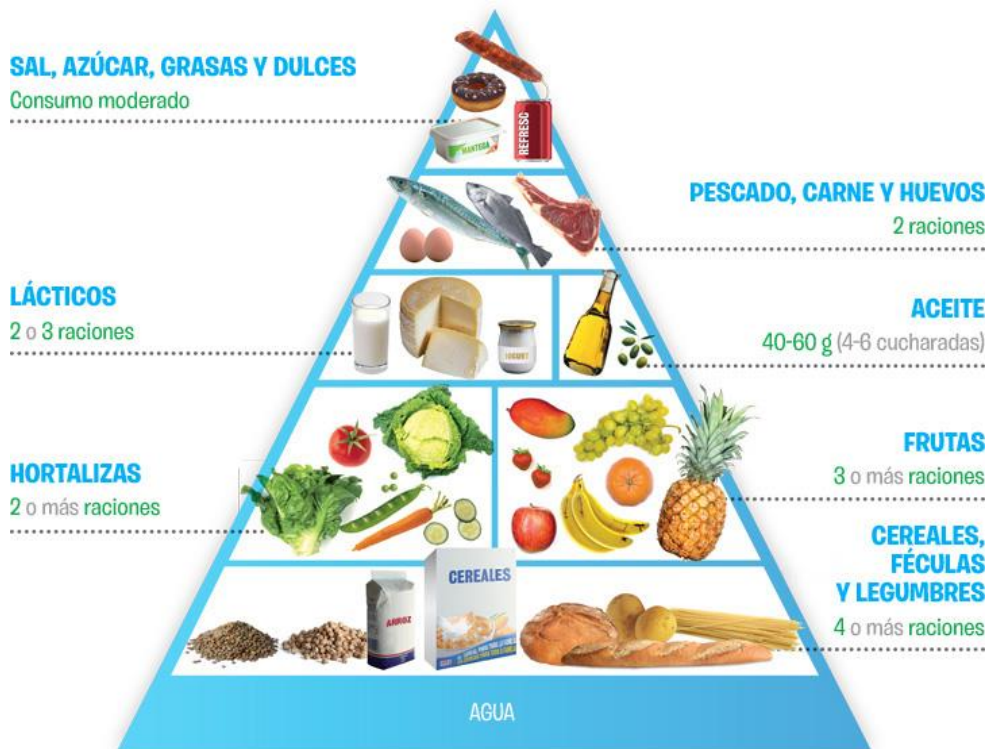 SAL, AZÚCAR, GRASAS Y DULCES
Consumo moderado
MANTEGA
REFRESC
PESCADO, CARNE Y HUEVOS
2 raciones
LÁCTICOS
2 o 3 raciones
IOGURT
ACEITE
40-60 g (4-6 cucharadas)
HORTALIZAS
2 o más raciones
FRUTAS
3 o más raciones
CEREALES,
FÉCULAS
Y LEGUMBRES
4 o más raciones
ARROZ
CEREALES
AGUA